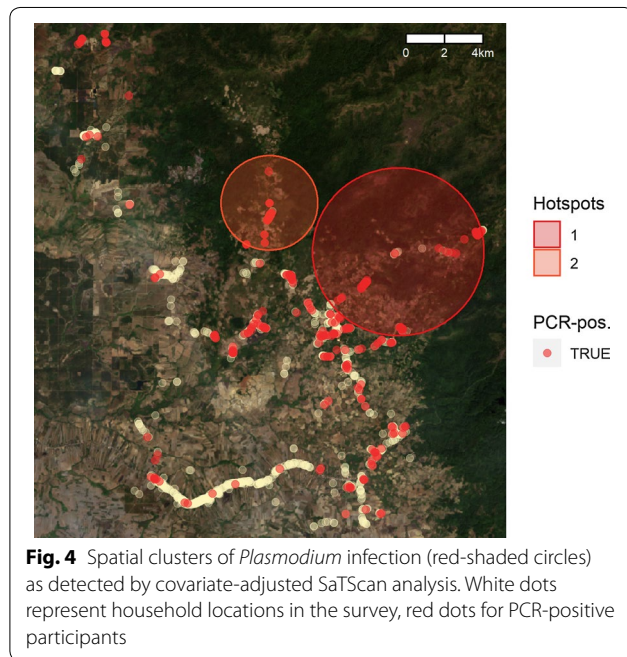 0 2 4km
Hotspots
1
2
PCR-pos.
TRUE
Fig. 4 Spatial clusters of Plasmodium infection (red-shaded circles)
as detected by covariate-adjusted SaTScan analysis. White dots
represent household locations in the survey, red dots for PCR-positive
participants